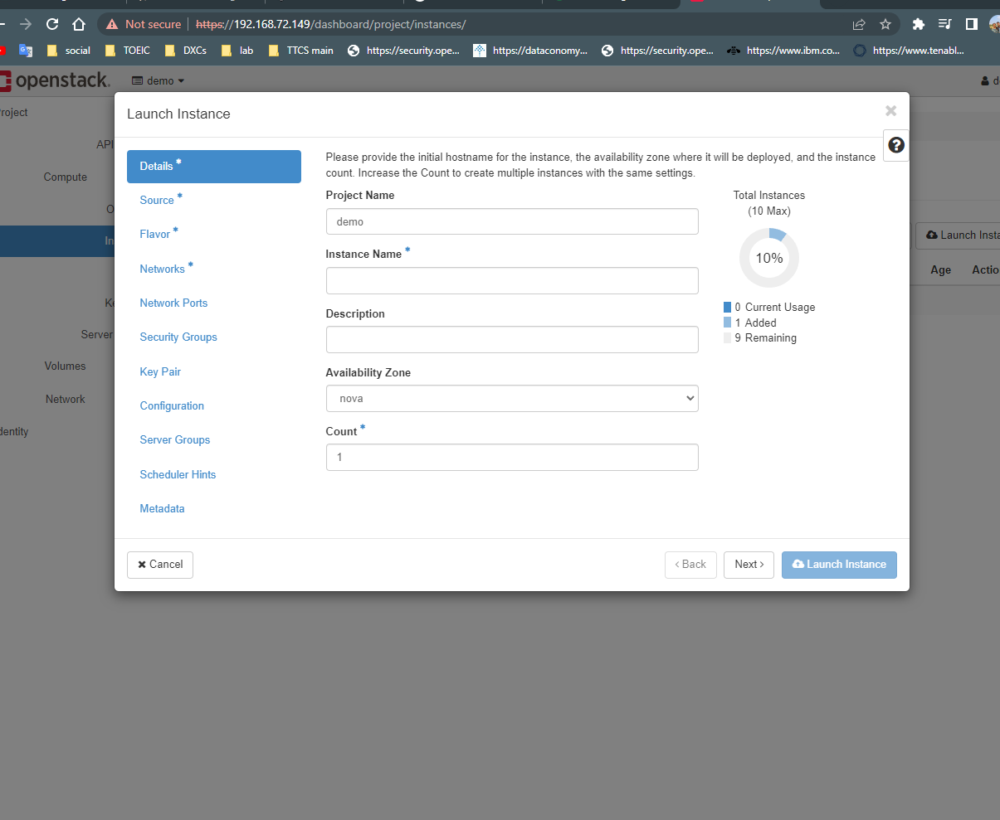 Not secure https://192.168.72.149/dashboard/project/instances/
social TOEIC DXCs lab TTCS main https://security.ope... https://dataconomy... https://security.ope... https://www.ibm.co... https://www.tenabl...
openstack. demo
Launch Instance
roject
API
Compute
In
Server
Volumes
Network
dentity
Details *
Source *
Flavor *
Networks *
Network Ports
Security Groups
Key Pair
Configuration
Server Groups
Scheduler Hints
Metadata
Please provide the initial hostname for the instance, the availability zone where it will be deployed, and the instance
count. Increase the Count to create multiple instances with the same settings.
Project Name
demo
Instance Name *
Description
Availability Zone
nova
Count *
1
Total Instances
(10 Max)
10%
0 Current Usage
1 Added
9 Remaining
Launch Insta
Age Actio
Cancel
‹ Back
Next ›
Launch Instance